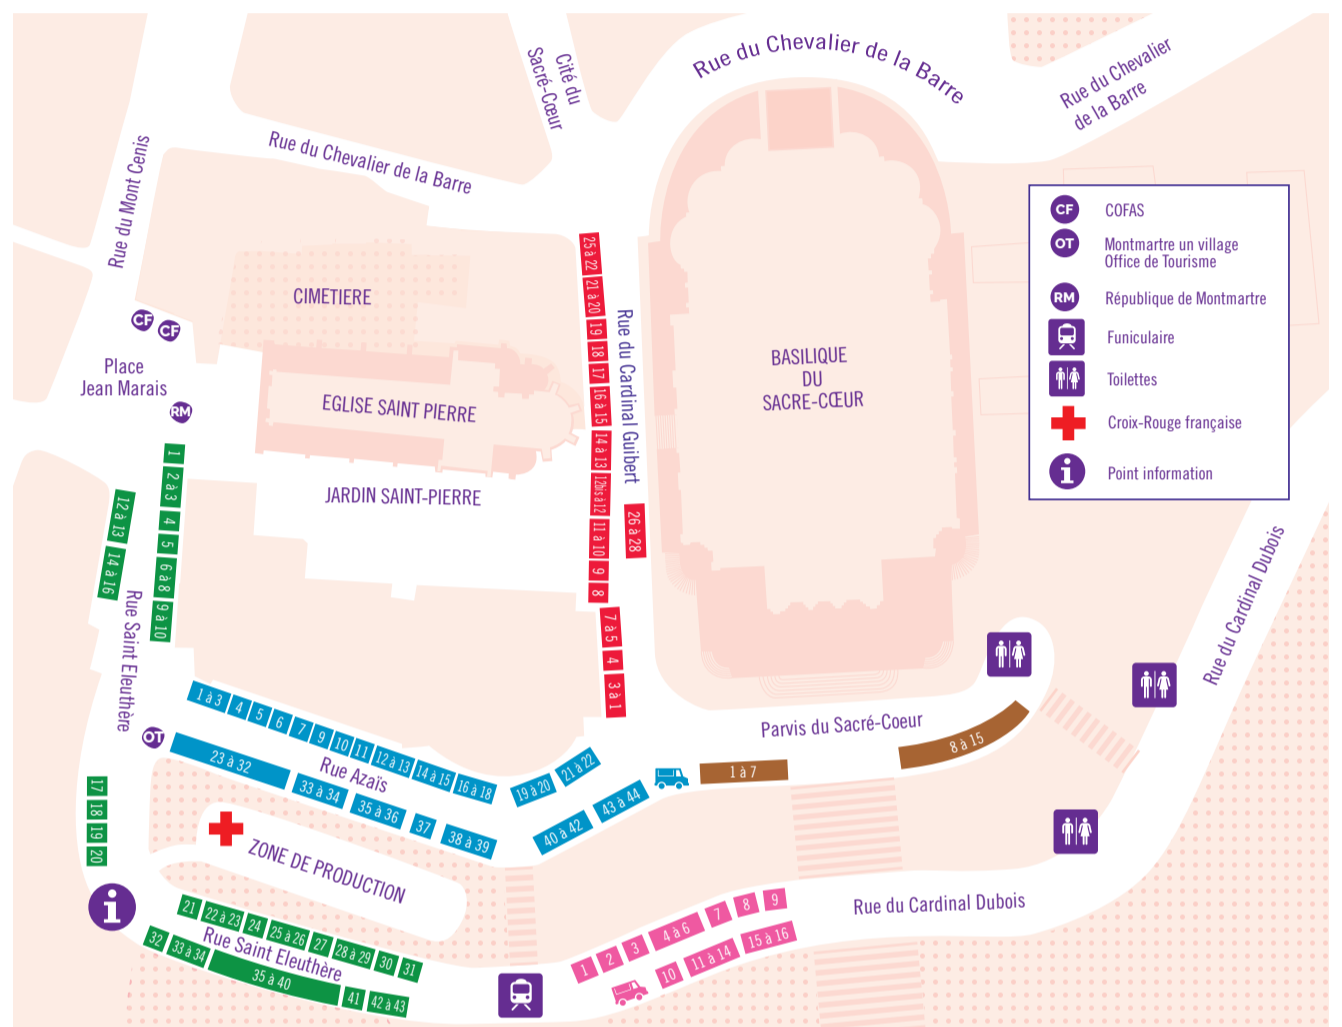 Cité du
Sacré-Cœur
Rue du Chevalier de la Barre
Rue du Chevalier
de la Barre
Rue du Mont Cenis
Rue du Chevalier de la Barre
CF
COFAS
OT
Montmartre un village
Office de Tourisme
RM
République de Montmartre
Funiculaire
Toilettes
Croix-Rouge française
Point information
CIMETIERE
CF
CF
Place
Jean Marais
RM
EGLISE SAINT PIERRE
JARDIN SAINT-PIERRE
BASILIQUE
DU
SACRE-CŒUR
Rue du Cardinal Guibert
25 à 22
21 à 20
19
18
17
16 à 15
14 à 13
12bis à 12
11 à 10
9
8
7 à 5
4
3 à 1
26 à 28
1
2 à 3
4
5
6 à 8
9 à 10
12 à 13
14 à 16
Rue Saint Eleuthère
OT
17
18
19
20
1 à 3
4
5
6
7
9
10
11
12 à 13
14 à 15
16 à 18
19 à 20
21 à 22
Rue Azaïs
23 à 32
33 à 34
35 à 36
37
38 à 39
40 à 42
43 à 44
Parvis du Sacré-Coeur
1 à 7
8 à 15
Rue du Cardinal Dubois
ZONE DE PRODUCTION
21
22 à 23
24
25 à 26
27
28 à 29
30
31
Rue Saint Eleuthère
32
33 à 34
35 à 40
41
42 à 43
1
2
3
4 à 6
7
8
9
10
11 à 14
15 à 16
Rue du Cardinal Dubois